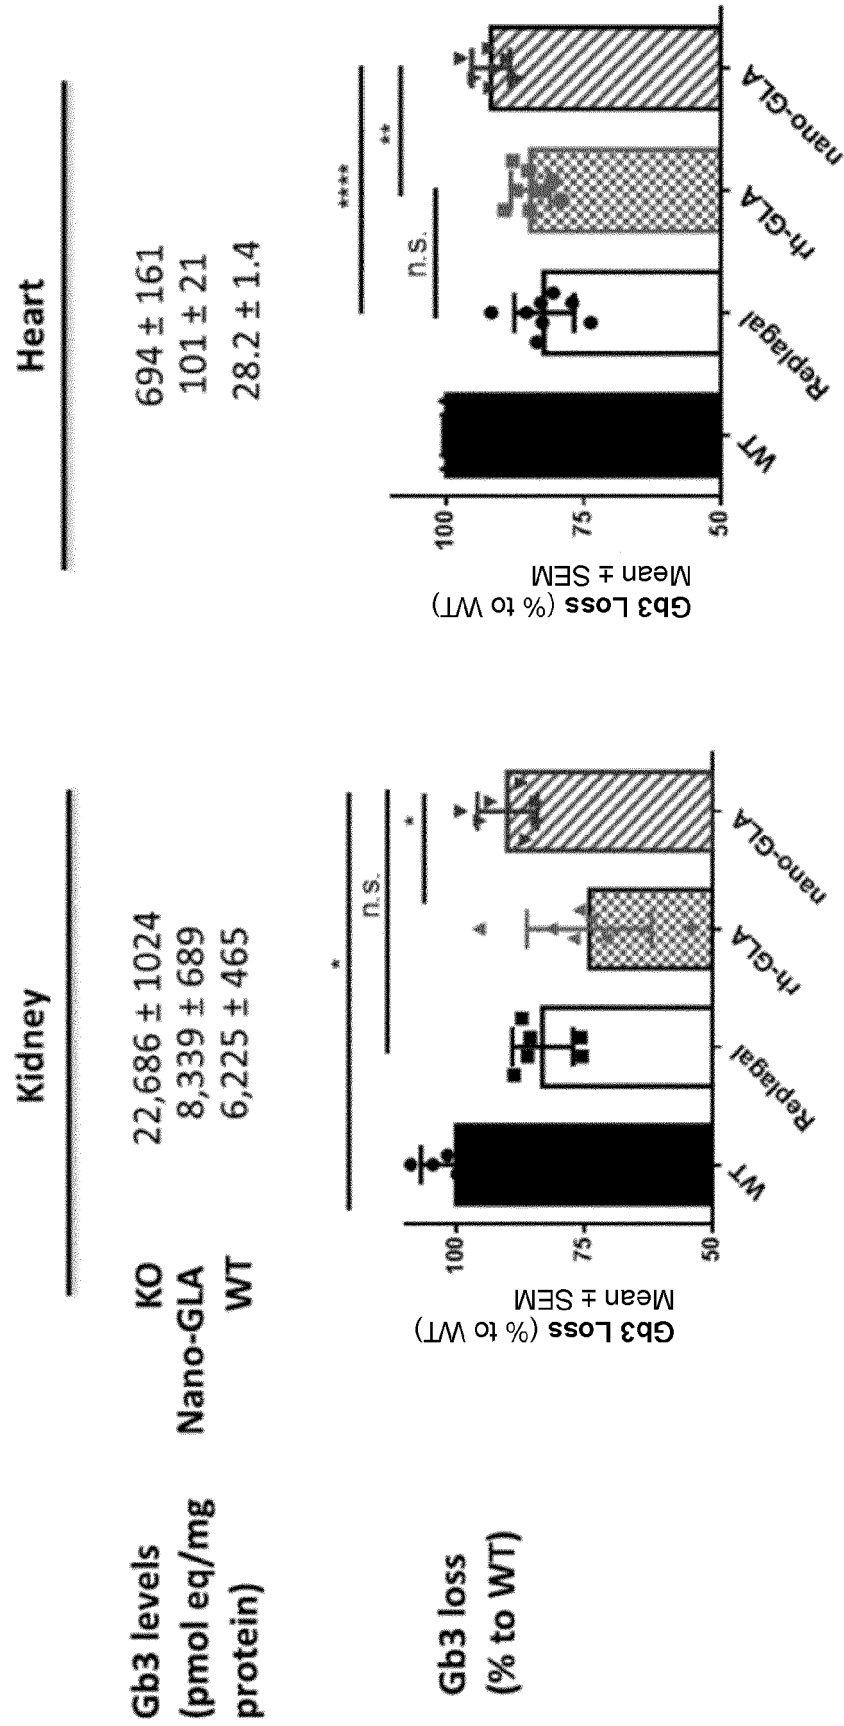 Kidney
Heart
Gb3 levels
(pmol eq/mg
protein)
KO 22,686 ± 1024 694 ± 161
Nano-GLA 8,339 ± 689 101 ± 21
WT 6,225 ± 465 28.2 ± 1.4
Gb3 loss
(% to WT)
Gb3 Loss (% to WT)
Mean ± SEM
100
75
50
*
n.s.
*
WT
Replagal
rh-GLA
nano-GLA
Gb3 Loss (% to WT)
Mean ± SEM
100
75
50
****
**
n.s.
WT
Replagal
rh-GLA
nano-GLA